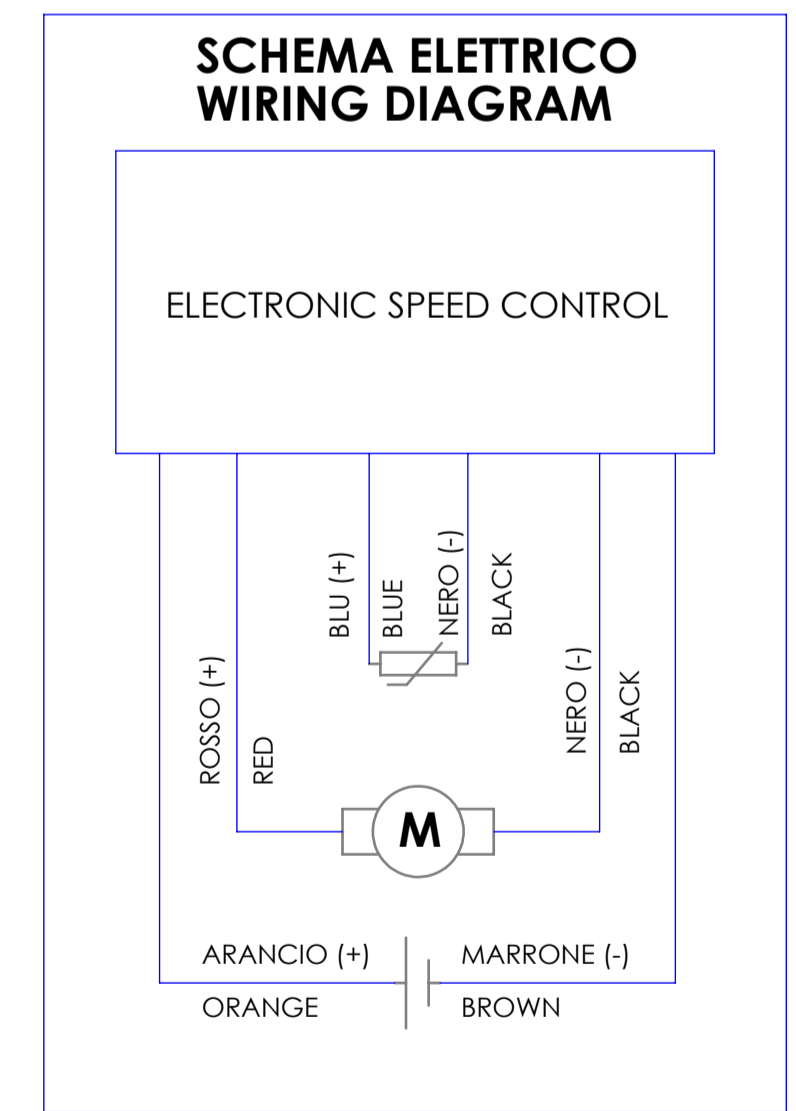 SCHEMA ELETTRICO
WIRING DIAGRAM
ELECTRONIC SPEED CONTROL
BLU (+)
BLUE
NERO (-)
BLACK
ROSSO (+)
RED
NERO (-)
BLACK
M
ARANCIO (+)
MARRONE (-)
ORANGE
BROWN